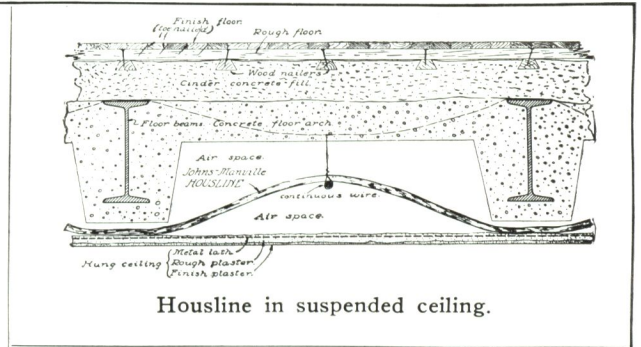 Finish floor
(toe nailed)
Rough floor
Wood nailers
Cinder concrete fill
Floor beams
Concrete floor arch
Air space
Johns-Manville
HOUSLINE
continuous wire
Air space
Hung ceiling
Metal lath
Rough plaster
Finish plaster
Housline in suspended ceiling.